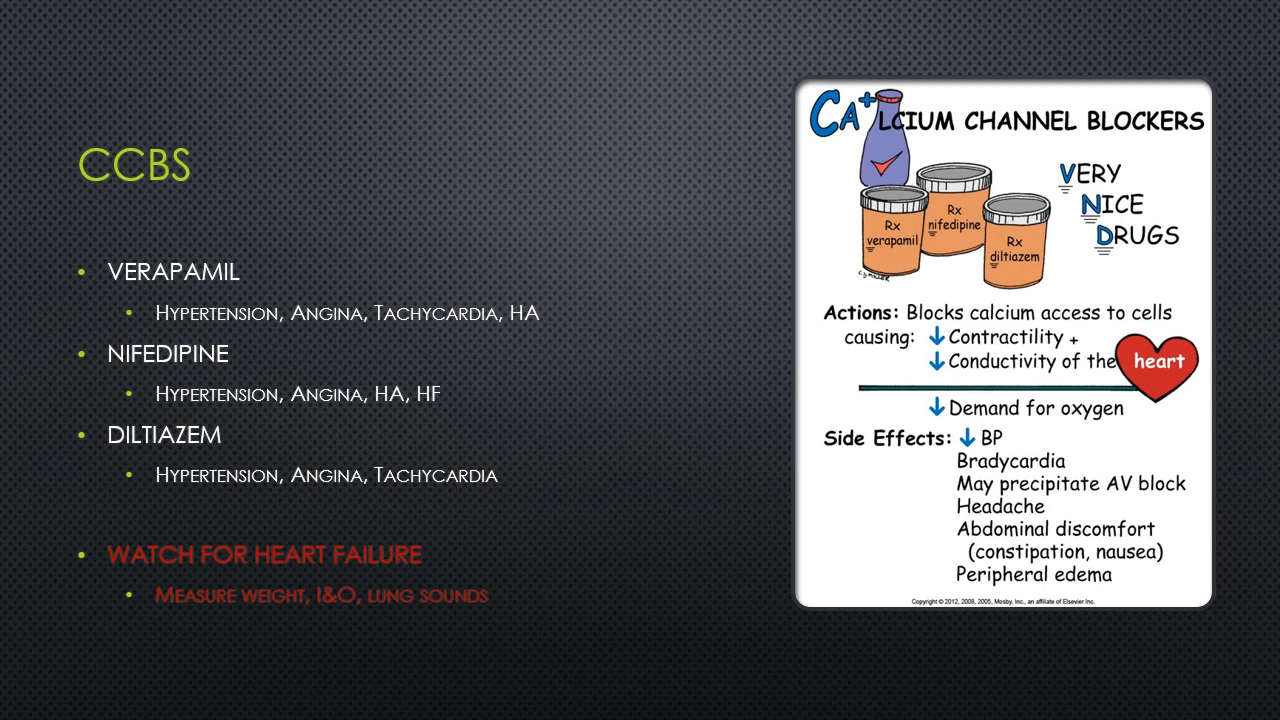 CCBS
• VERAPAMIL
• HYPERTENSION, ANGINA, TACHYCARDIA, HA
• NIFEDIPINE
• HYPERTENSION, ANGINA, HA, HF
• DILTIAZEM
• HYPERTENSION, ANGINA, TACHYCARDIA
• WATCH FOR HEART FAILURE
• MEASURE WEIGHT, I&O, LUNG SOUNDS
CA+LCIUM CHANNEL BLOCKERS
VERY
NICE
DRUGS
Rx
nifedipine
Rx
verapamil
Rx
diltiazem
Actions: Blocks calcium access to cells
causing: ↓ Contractility +
↓ Conductivity of the heart
↓ Demand for oxygen
Side Effects: ↓ BP
Bradycardia
May precipitate AV block
Headache
Abdominal discomfort
(constipation, nausea)
Peripheral edema
Copyright © 2012, 2008, 2005, Mosby, Inc., an affiliate of Elsevier Inc.